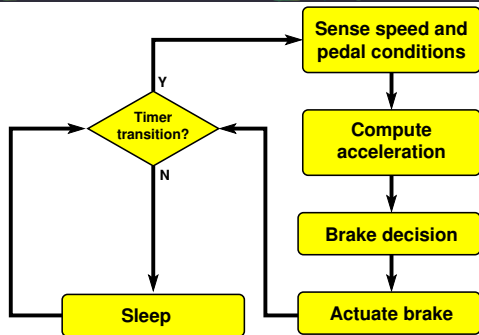 Sense speed and
pedal conditions
Y
Timer
transition?
N
Compute
acceleration
Brake decision
Sleep
Actuate brake